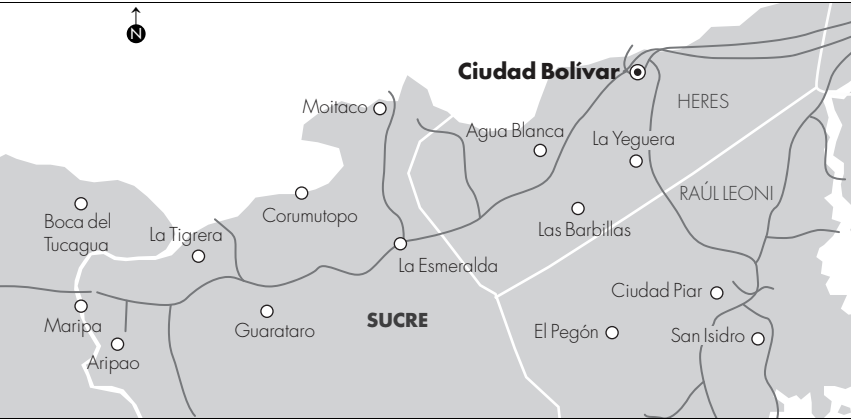 N
Ciudad Bolívar
Moitaco
HERES
Agua Blanca
La Yeguera
RAÚL LEONI
Boca del
Tucagua
Corumutopo
La Tigrera
Las Barbillas
La Esmeralda
Ciudad Piar
Maripa
Guarataro
SUCRE
El Pegón
San Isidro
Aripao